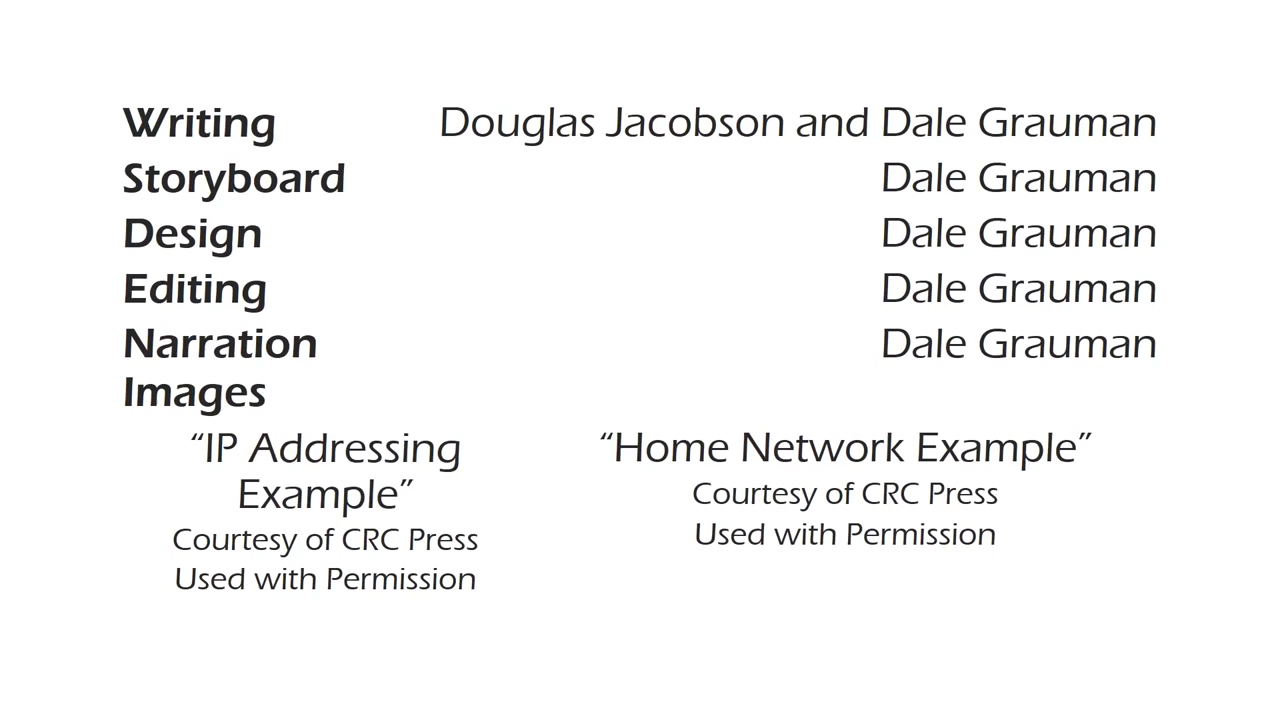 Writing Douglas Jacobson and Dale Grauman
Storyboard Dale Grauman
Design Dale Grauman
Editing Dale Grauman
Narration Dale Grauman
Images
“IP Addressing
Example”
Courtesy of CRC Press
Used with Permission
“Home Network Example”
Courtesy of CRC Press
Used with Permission